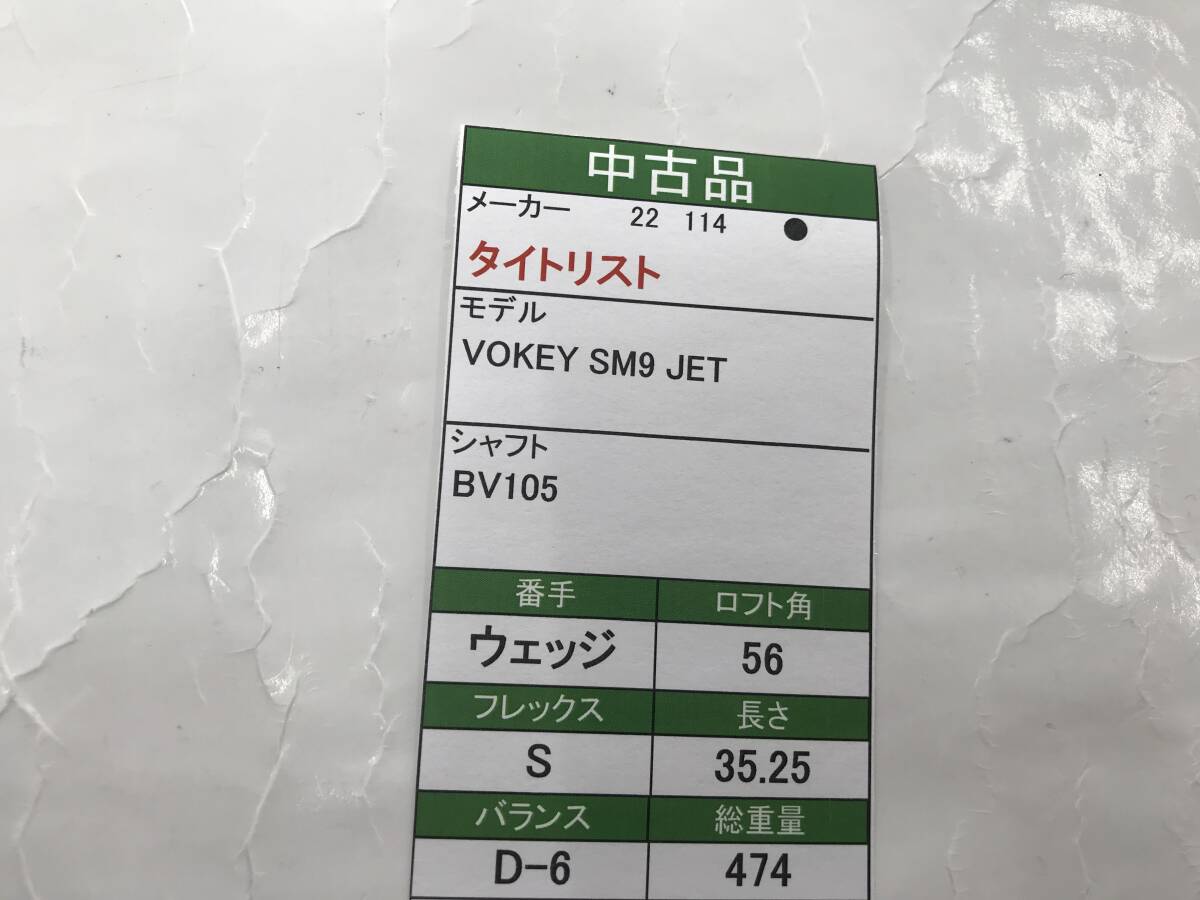 中古品
メーカー 22 114 ●
タイトリスト
モデル
VOKEY SM9 JET
シャフト
BV105
番手 ロフト角
ウェッジ 56
フレックス 長さ
S 35.25
バランス 総重量
D-6 474